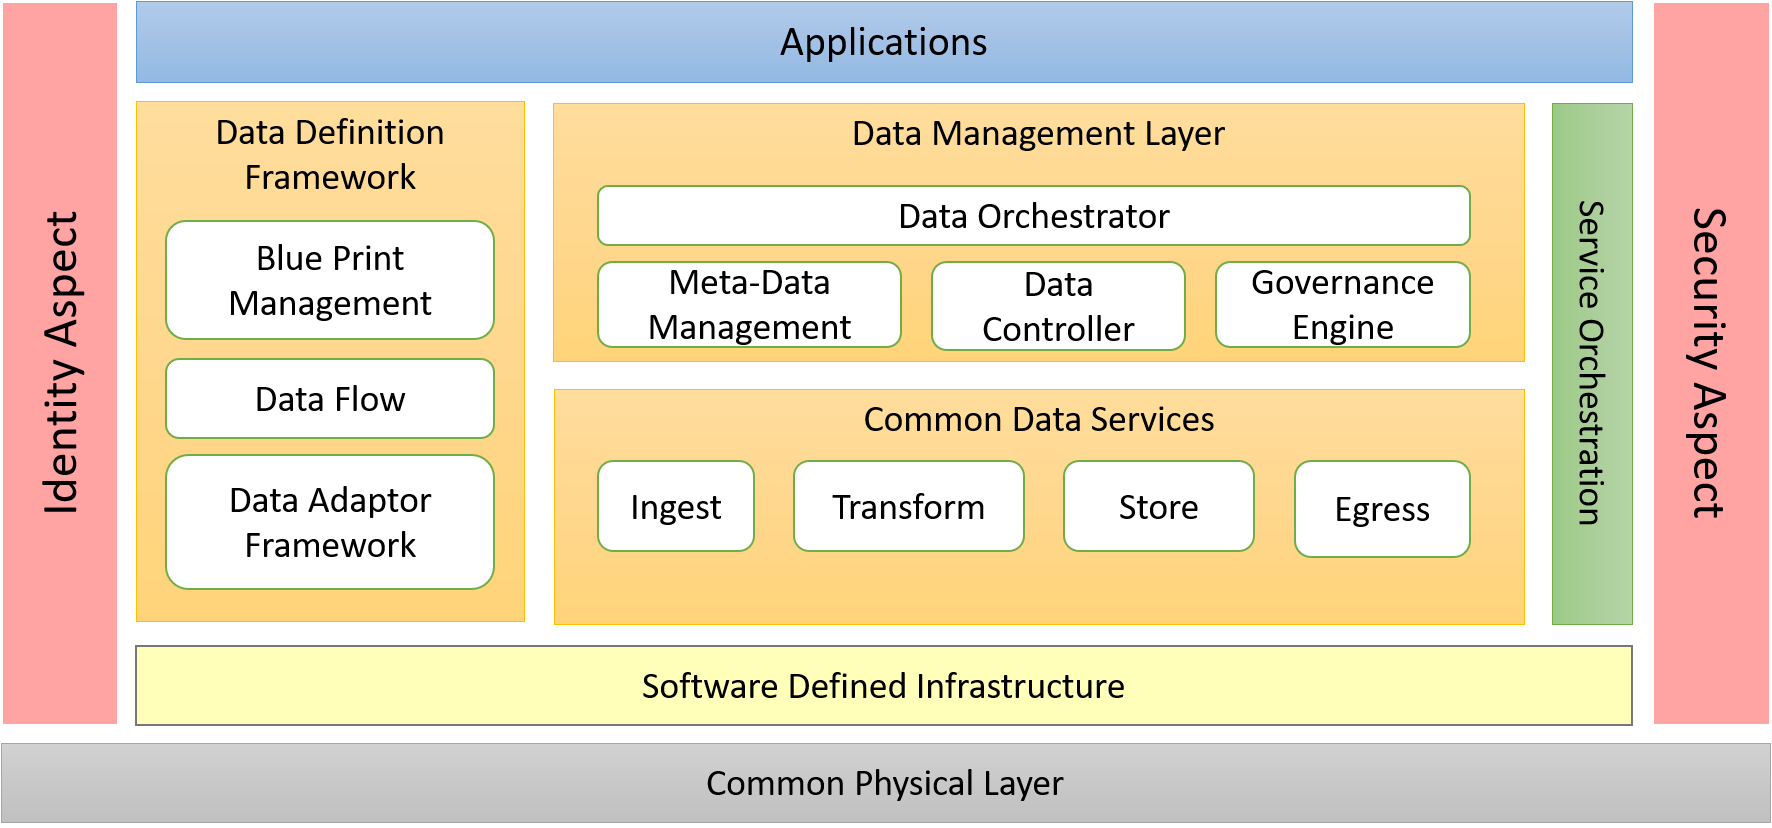 Identity Aspect
Applications
Data Definition
Framework
Blue Print
Management
Data Flow
Data Adaptor
Framework
Data Management Layer
Data Orchestrator
Meta-Data
Management
Data
Controller
Governance
Engine
Common Data Services
Ingest
Transform
Store
Egress
Service Orchestration
Security Aspect
Software Defined Infrastructure
Common Physical Layer